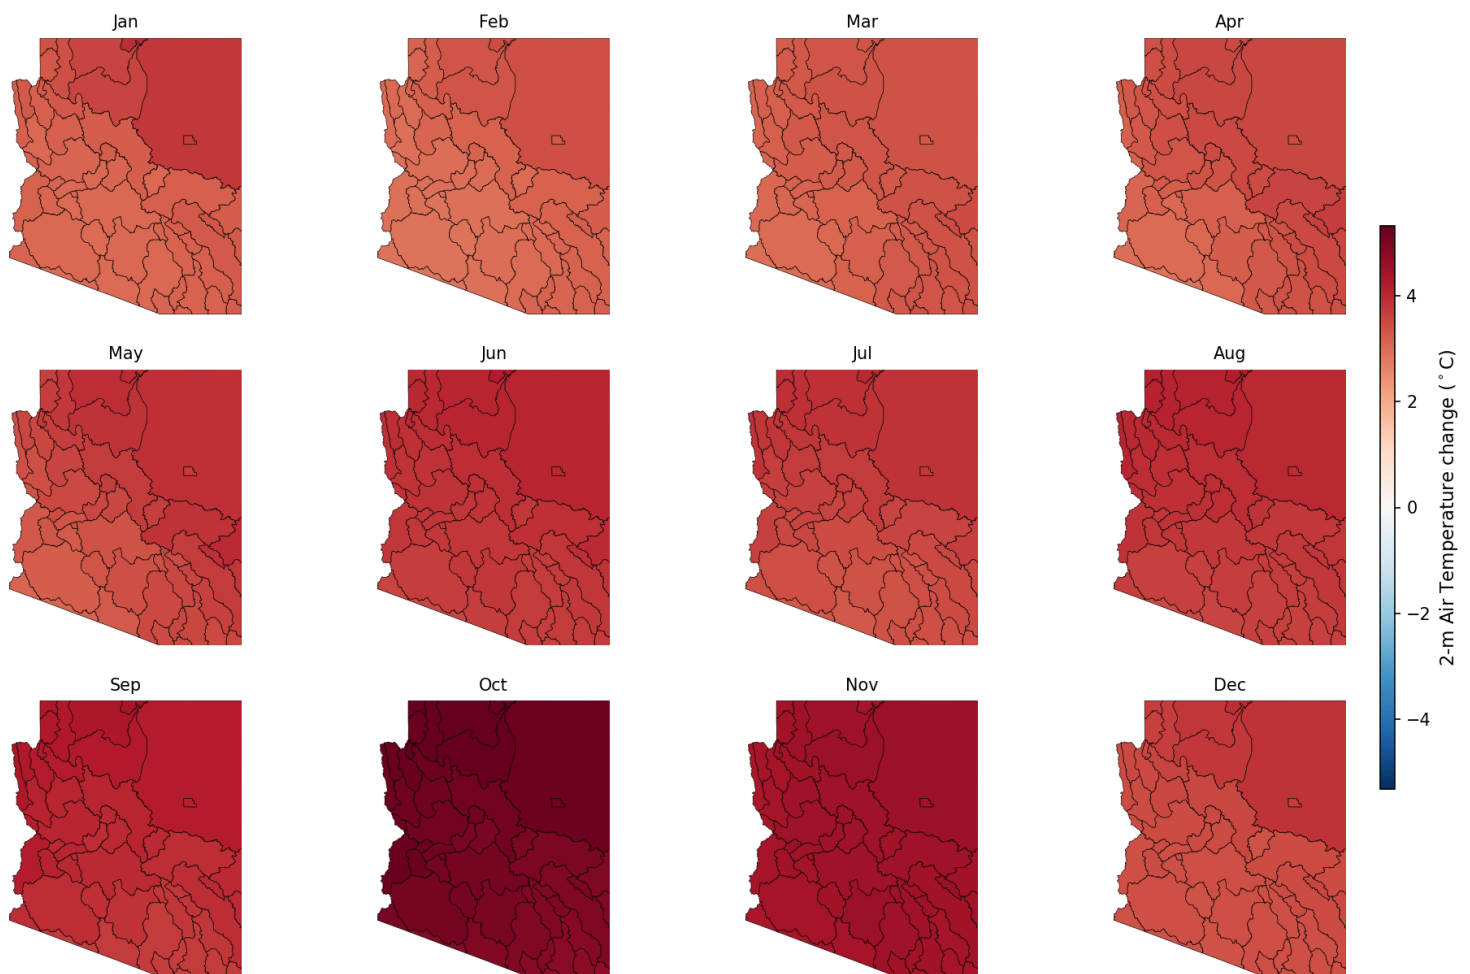 Jan
Feb
Mar
Apr
May
Jun
Jul
Aug
Sep
Oct
Nov
Dec
4
2
0
−2
−4
2-m Air Temperature change (°C)